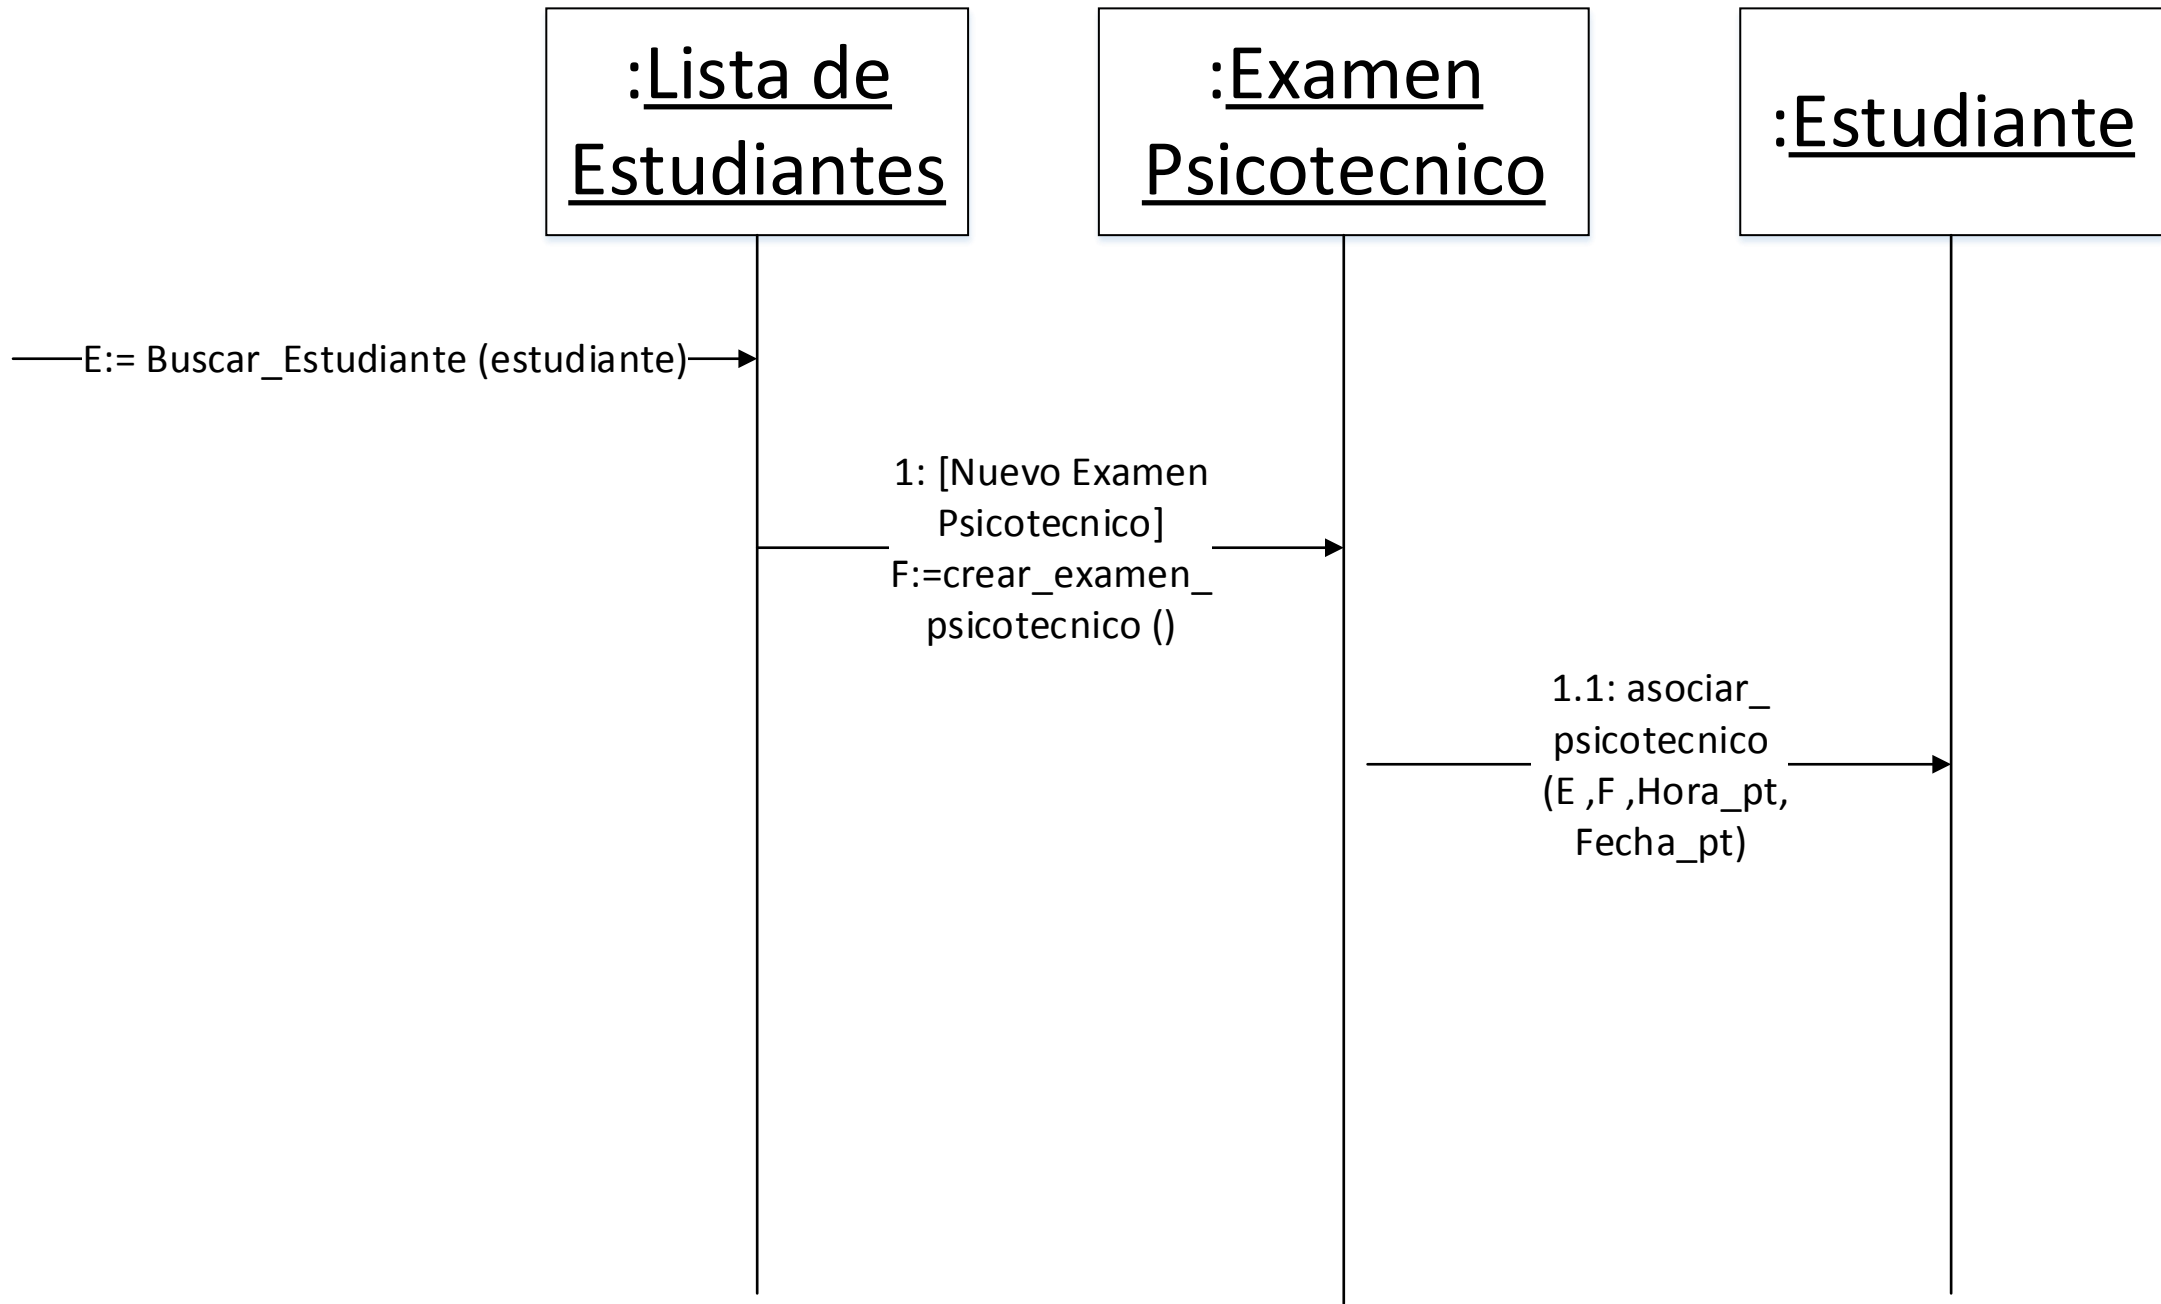 :Lista de
Estudiantes
:Examen
Psicotecnico
:Estudiante
E:= Buscar_Estudiante (estudiante)
1: [Nuevo Examen
Psicotecnico]
F:=crear_examen_
psicotecnico ()
1.1: asociar_
psicotecnico
(E ,F ,Hora_pt,
Fecha_pt)